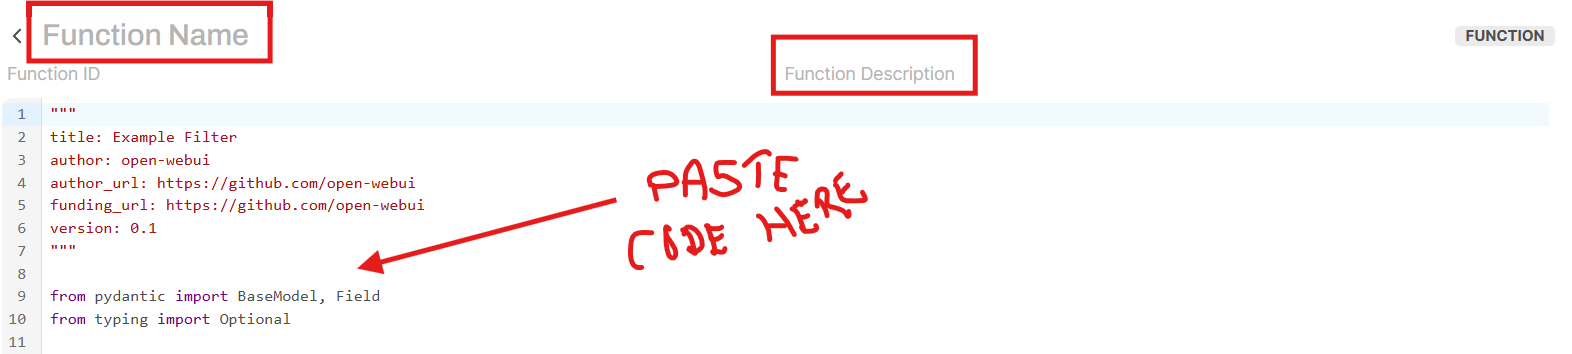 Function Name
FUNCTION
Function ID
Function Description
1 """
2 title: Example Filter
3 author: open-webui
4 author_url: https://github.com/open-webui
5 funding_url: https://github.com/open-webui
6 version: 0.1
7 """
8
9 from pydantic import BaseModel, Field
10 from typing import Optional
11
PASTE
CODE HERE